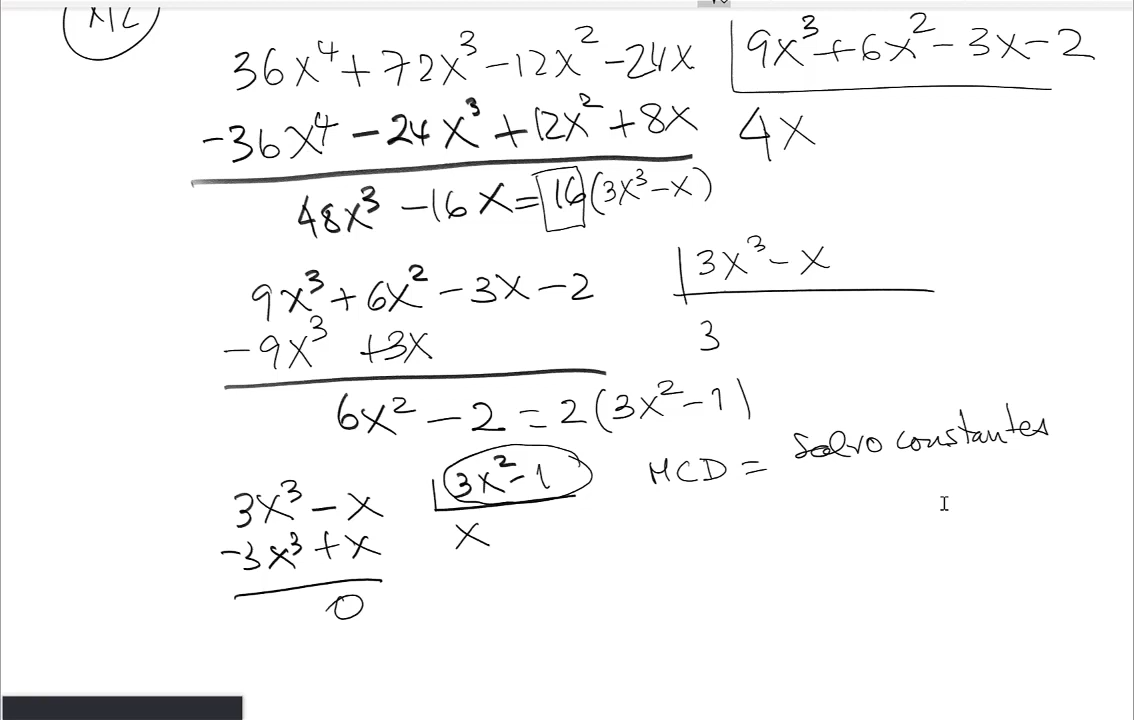 M2
36x⁴+72x³-12x²-24x |9x³+6x²-3x-2
-36x⁴-24x³+12x²+8x 4x
48x³-16x=16(3x³-x)
9x³+6x²-3x-2 |3x³-x
-9x³ +3x 3
6x²-2=2(3x²-1)
MCD= Salvo constantes
3x³-x |3x²-1
-3x³+x x
0